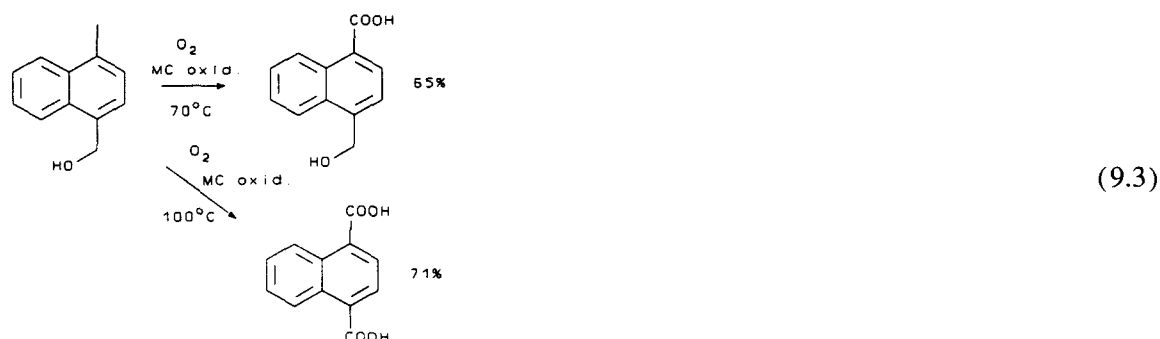 COOH
O2
MC oxid.
70°C
65%
HO
HO
O2
MC oxid.
100°C
(9.3)
COOH
71%
COOH